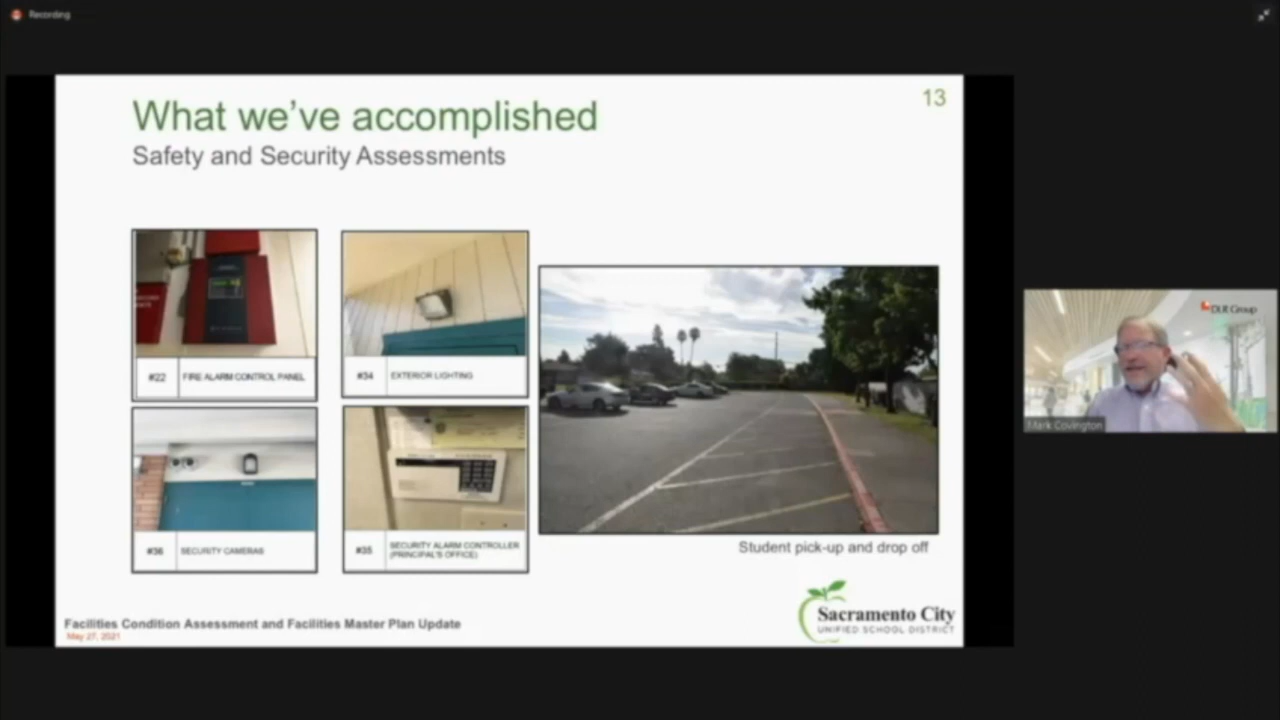 Recording
What we've accomplished
13
Safety and Security Assessments
#22 FIRE ALARM CONTROL PANEL
#34 EXTERIOR LIGHTING
#36 SECURITY CAMERAS
#35 SECURITY ALARM CONTROLLER
(PRINCIPAL'S OFFICE)
Student pick-up and drop off
Facilities Condition Assessment and Facilities Master Plan Update
May 27, 2021
Sacramento City
UNIFIED SCHOOL DISTRICT
DLR Group
Mark Covington